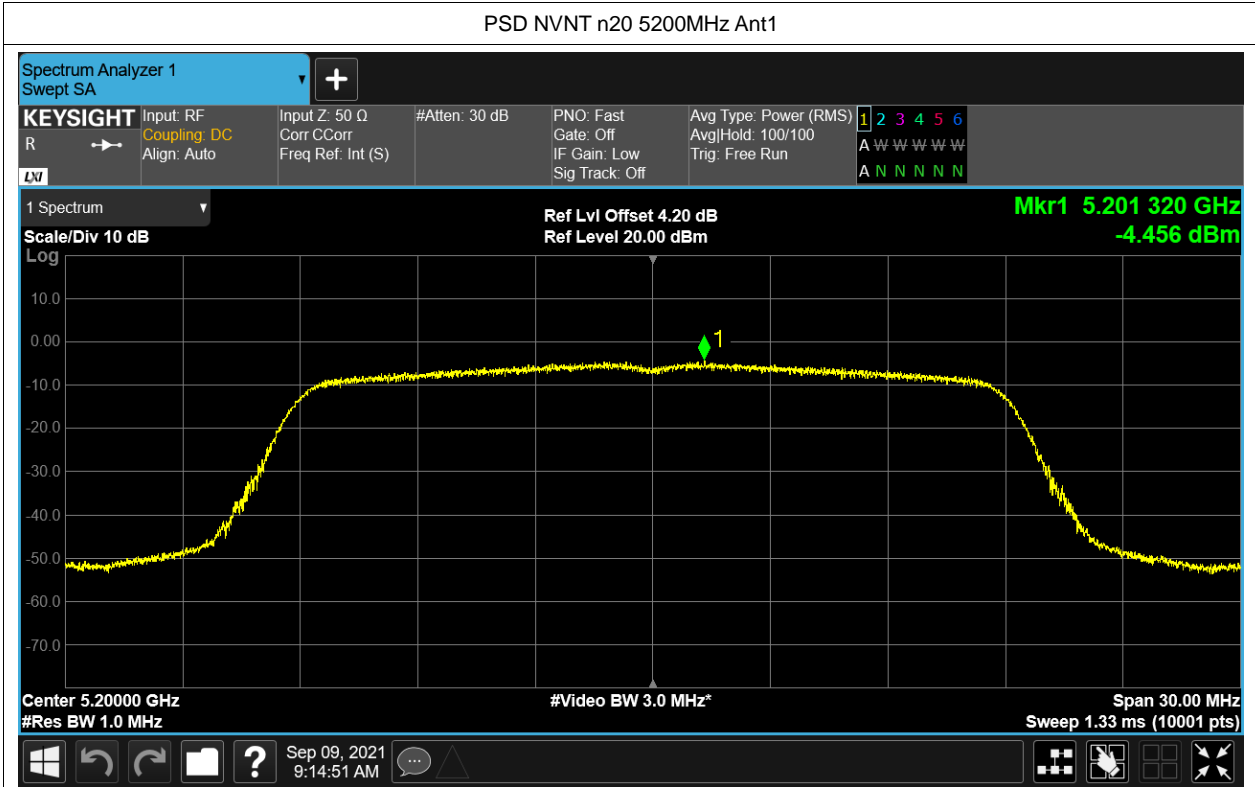 PSD NVNT n20 5200MHz Ant1
Spectrum Analyzer 1
Swept SA
▼
+
KEYSIGHT
R
LXI
Input: RF
Coupling: DC
Align: Auto
Input Z: 50 Ω
Corr CCorr
Freq Ref: Int (S)
#Atten: 30 dB
PNO: Fast
Gate: Off
IF Gain: Low
Sig Track: Off
Avg Type: Power (RMS)
Avg|Hold: 100/100
Trig: Free Run
1 2 3 4 5 6
A W W W W W
A N N N N N
1 Spectrum ▼
Scale/Div 10 dB
Log
Ref Lvl Offset 4.20 dB
Ref Level 20.00 dBm
Mkr1 5.201 320 GHz
-4.456 dBm
1
10.0
0.00
-10.0
-20.0
-30.0
-40.0
-50.0
-60.0
-70.0
Center 5.20000 GHz
#Res BW 1.0 MHz
#Video BW 3.0 MHz*
Span 30.00 MHz
Sweep 1.33 ms (10001 pts)
?
Sep 09, 2021
9:14:51 AM